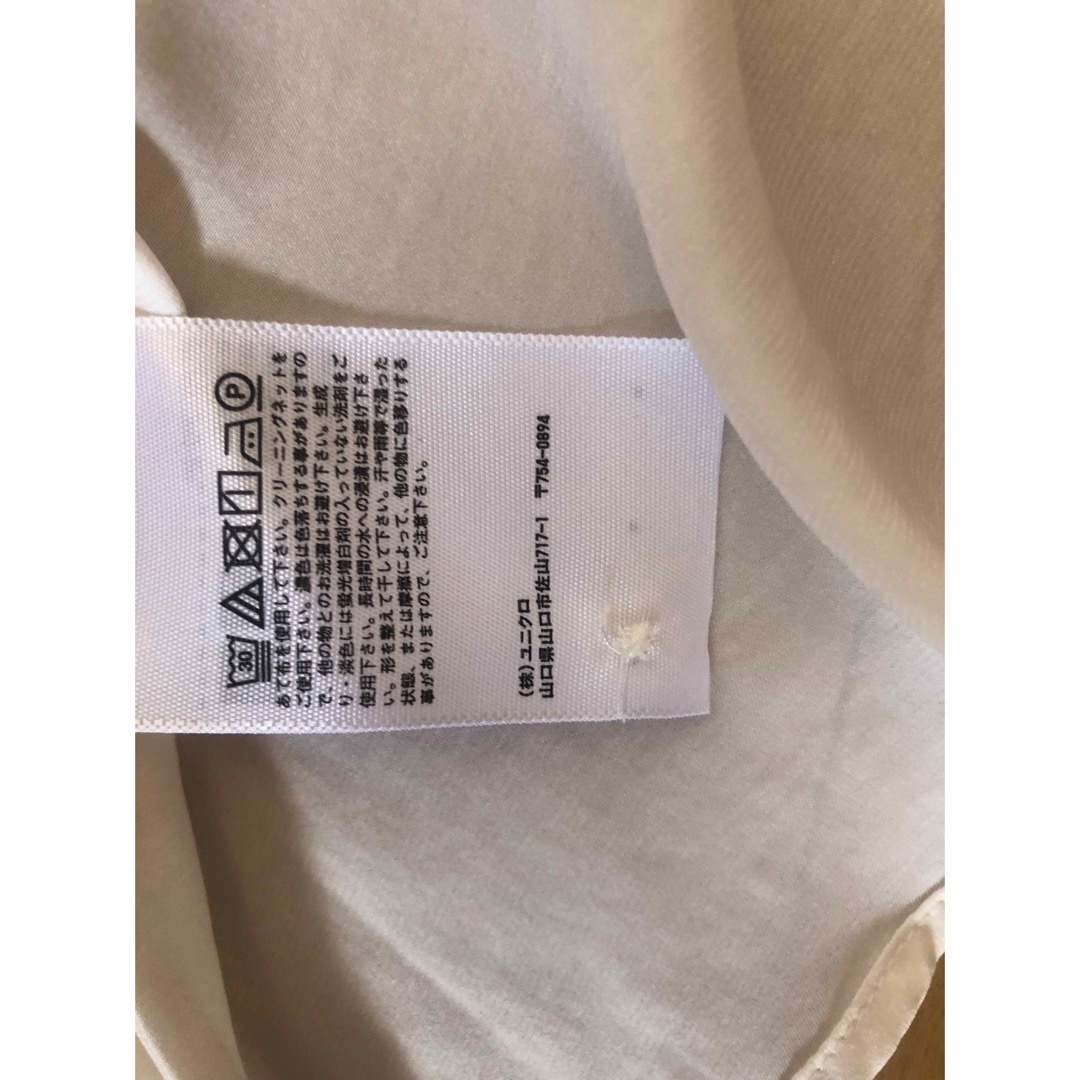 30 P
あて布を使用して下さい。クリーニングネットを
ご使用下さい。濃色は色落ちする事がありますの
で、他の物とのお洗濯はお避け下さい。生成
り・淡色には蛍光増白剤の入っていない洗剤をご
使用下さい。長時間の水への浸漬はお避け下さ
い。形を整えて干して下さい。汗や雨等で湿った
状態、または摩擦によって、他の物に色移りする
事がありますので、ご注意下さい。
(株)ユニクロ
山口県山口市佐山717-1 〒754-0894